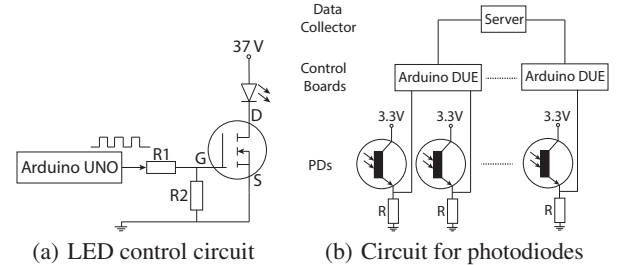 37 V
D
R1
G
Arduino UNO
S
R2
(a) LED control circuit
Data
Collector
Server
Control
Boards
Arduino DUE
Arduino DUE
3.3V
3.3V
3.3V
PDs
R
R
R
(b) Circuit for photodiodes